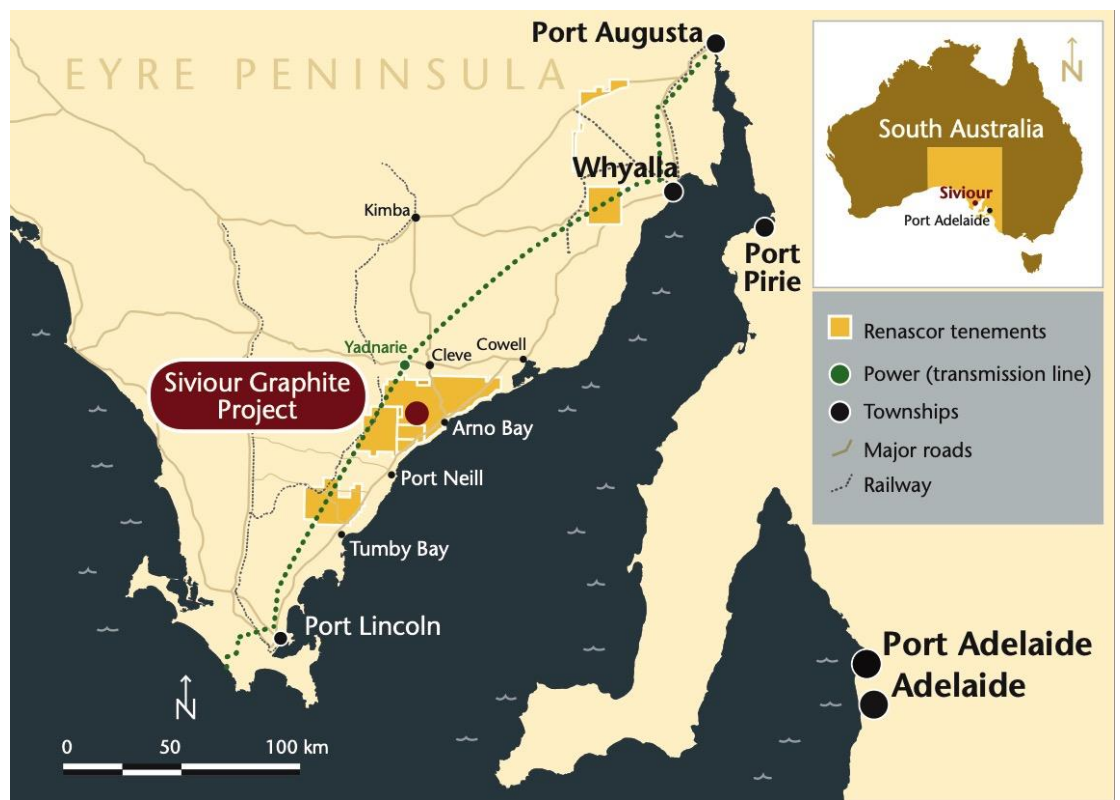 EYRE PENINSULA
Port Augusta
Whyalla
Kimba
Port
Pirie
Yadnarie
Cleve
Cowell
Siviour Graphite
Project
Arno Bay
Port Neill
Tumby Bay
Port Lincoln
Port Adelaide
Adelaide
N
0 50 100 km
N
South Australia
Siviour
Port Adelaide
Renascor tenements
Power (transmission line)
Townships
Major roads
Railway